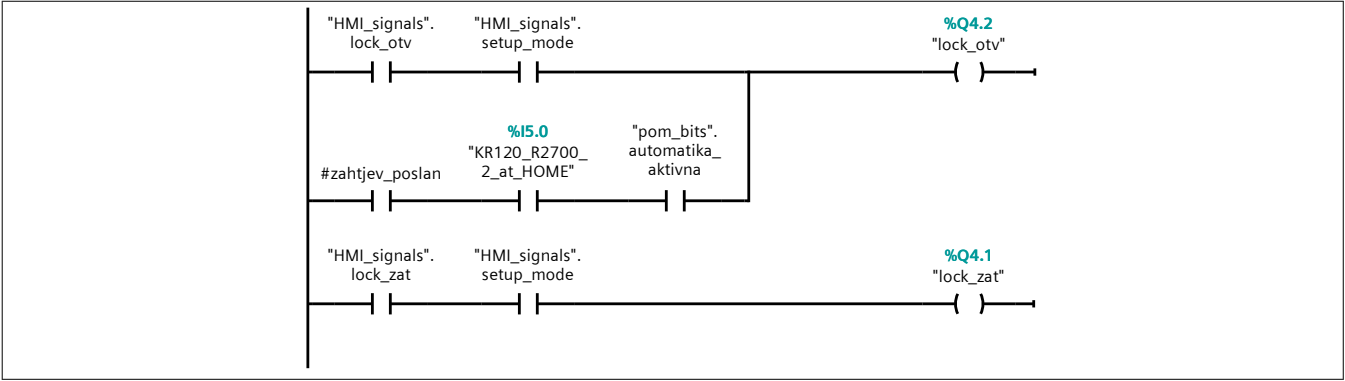 "HMI_signals".
lock_otv
"HMI_signals".
setup_mode
%Q4.2
"lock_otv"
#zahtjev_poslan
%I5.0
"KR120_R2700_
2_at_HOME"
"pom_bits".
automatika_
aktivna
"HMI_signals".
lock_zat
"HMI_signals".
setup_mode
%Q4.1
"lock_zat"